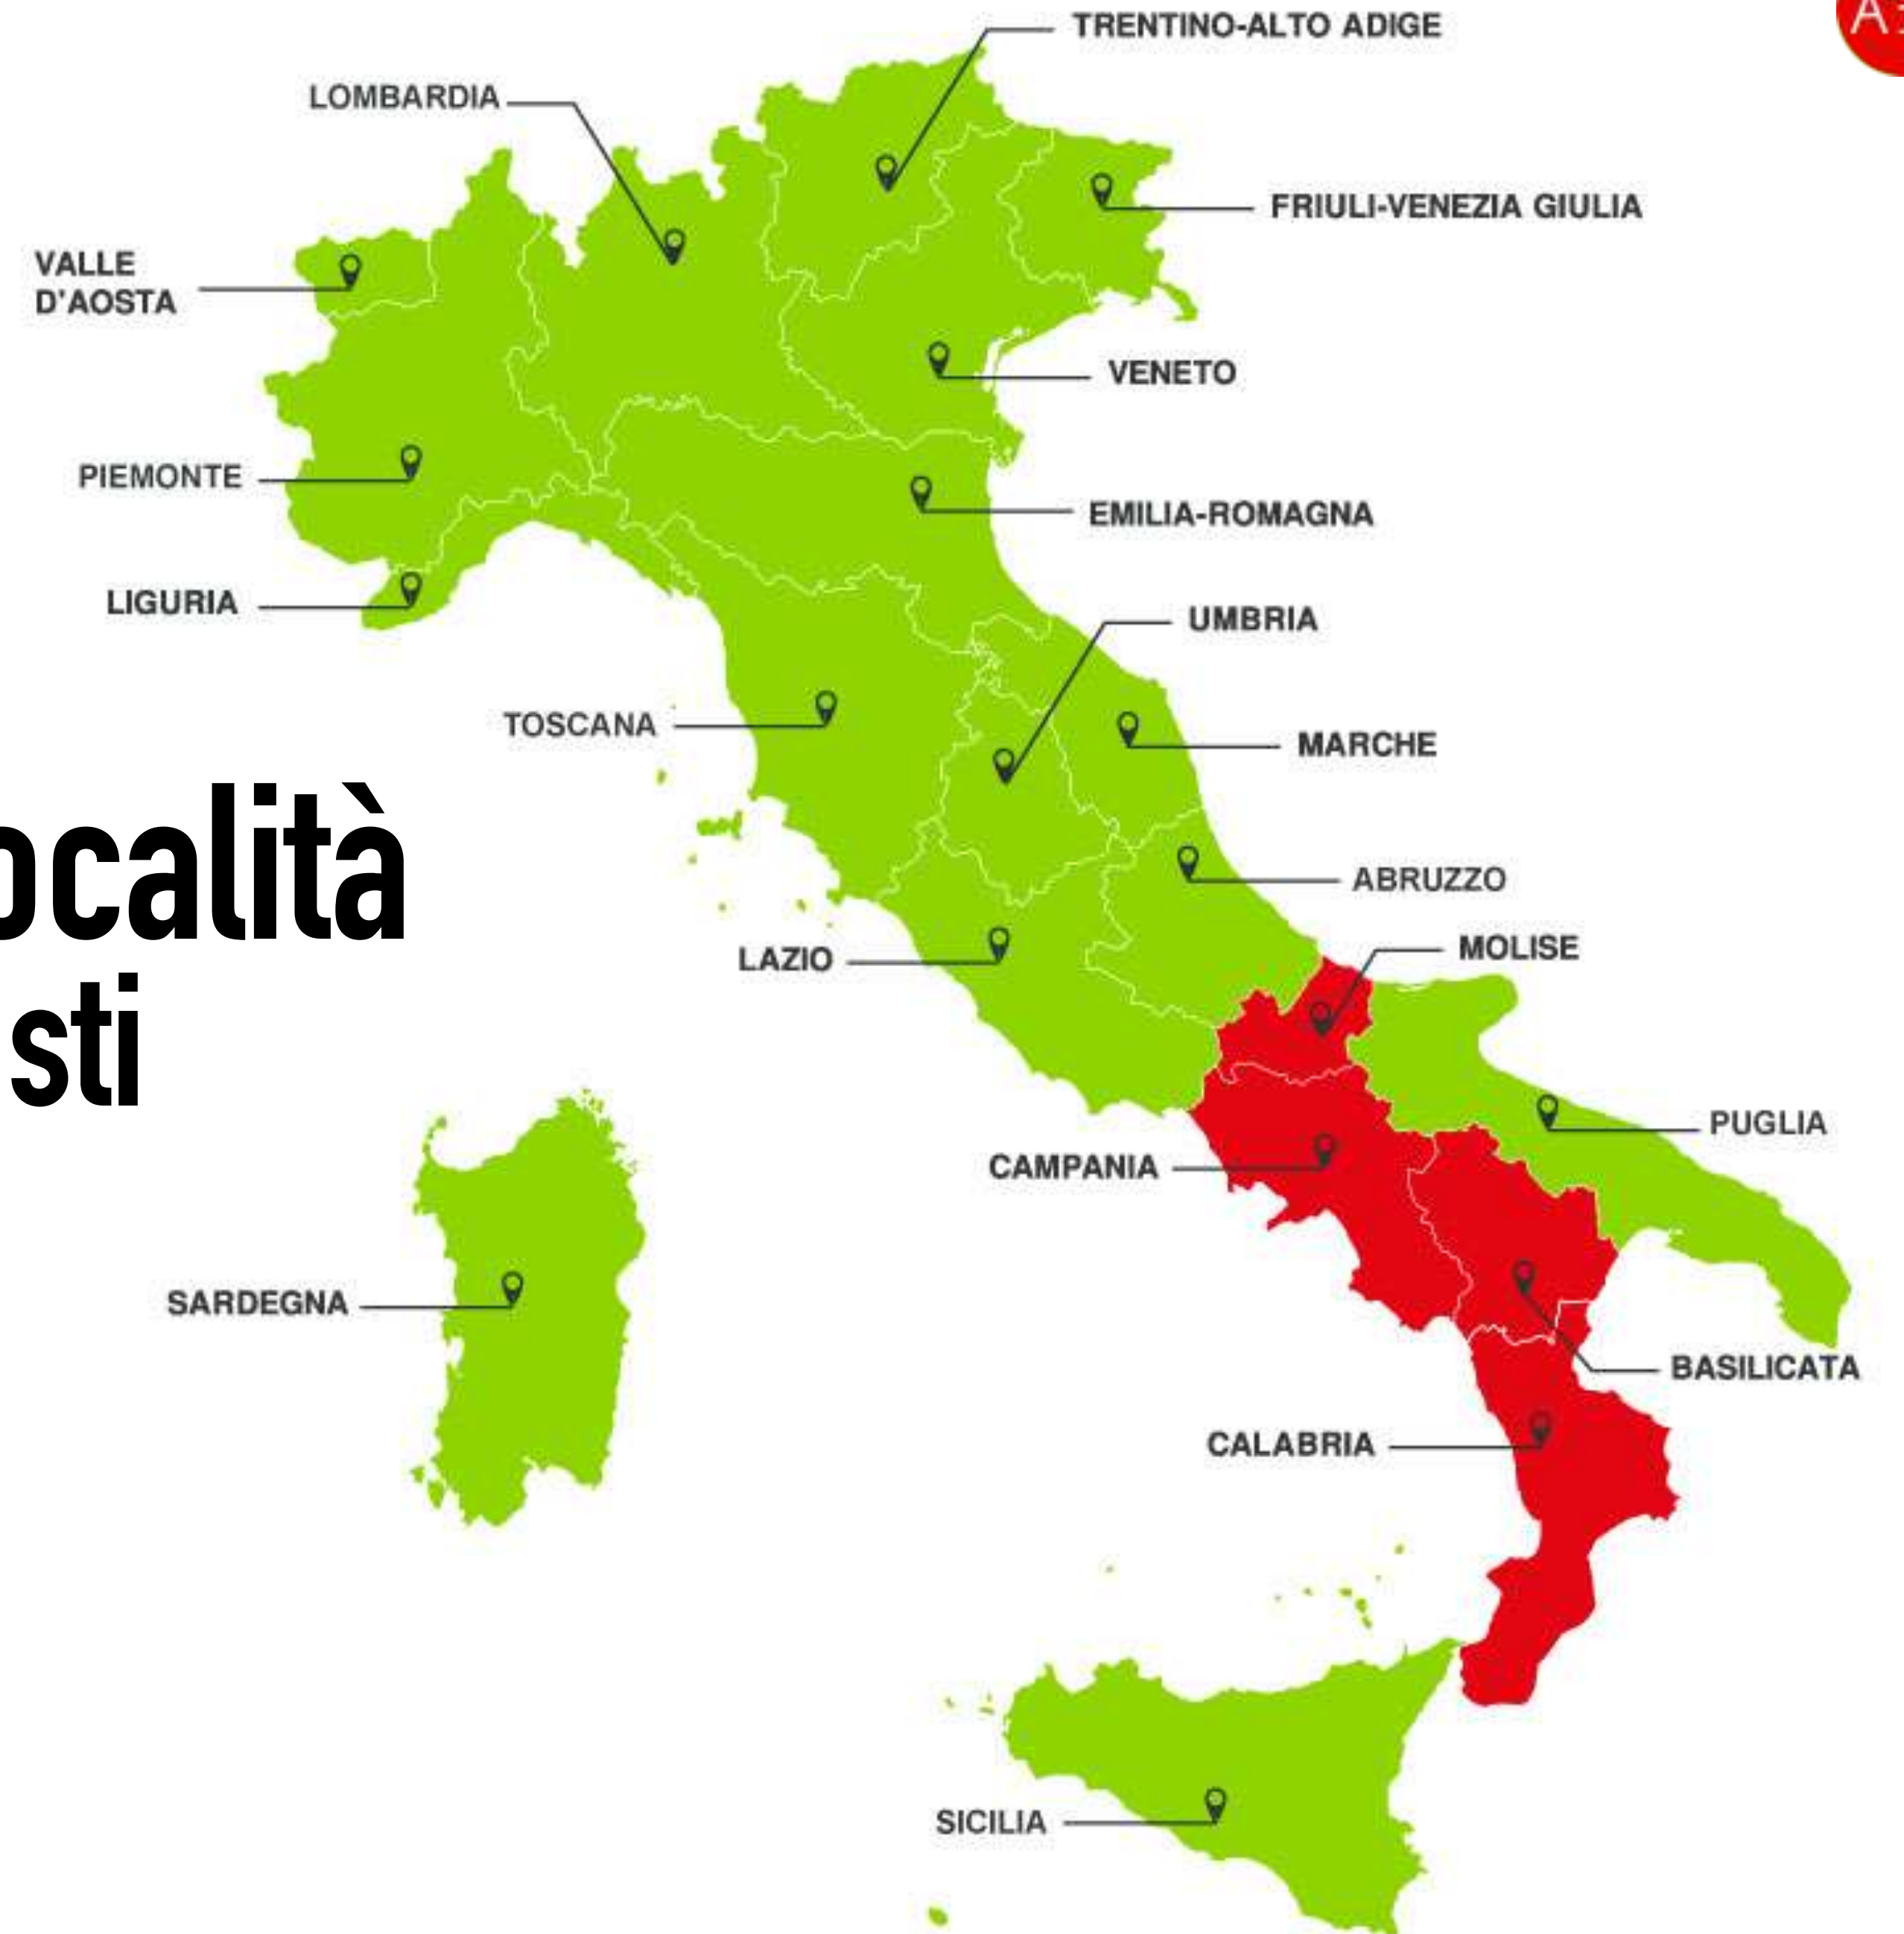 TRENTINO-ALTO ADIGE
LOMBARDIA
FRIULI-VENEZIA GIULIA
VALLE
D'AOSTA
VENETO
PIEMONTE
EMILIA-ROMAGNA
LIGURIA
UMBRIA
TOSCANA
MARCHE
ocalità
sti
ABRUZZO
MOLISE
LAZIO
PUGLIA
CAMPANIA
SARDEGNA
BASILICATA
CALABRIA
SICILIA